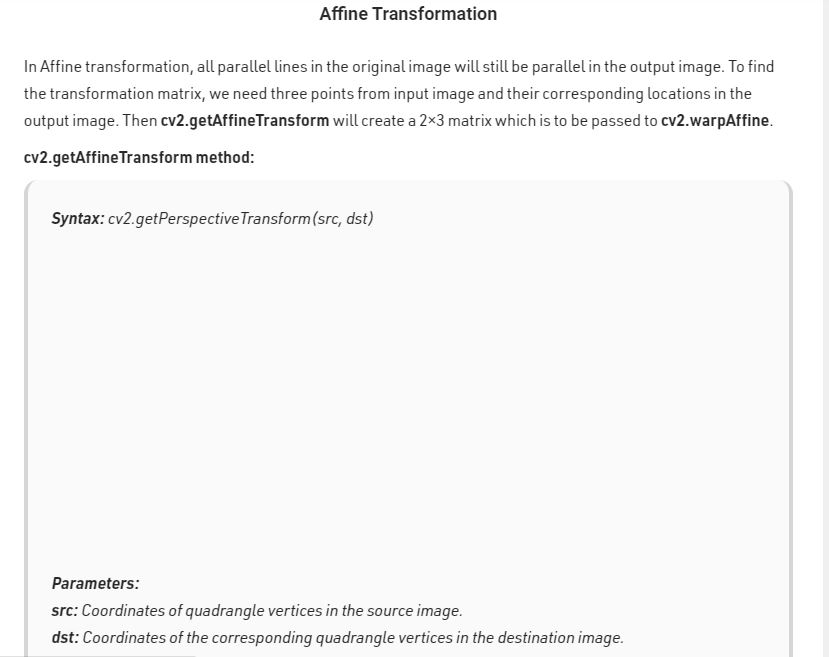 Affine Transformation
In Affine transformation, all parallel lines in the original image will still be parallel in the output image. To find
the transformation matrix, we need three points from input image and their corresponding locations in the
output image. Then cv2.getAffineTransform will create a 2×3 matrix which is to be passed to cv2.warpAffine.
cv2.getAffineTransform method:
Syntax: cv2.getPerspectiveTransform(src, dst)
Parameters:
src: Coordinates of quadrangle vertices in the source image.
dst: Coordinates of the corresponding quadrangle vertices in the destination image.